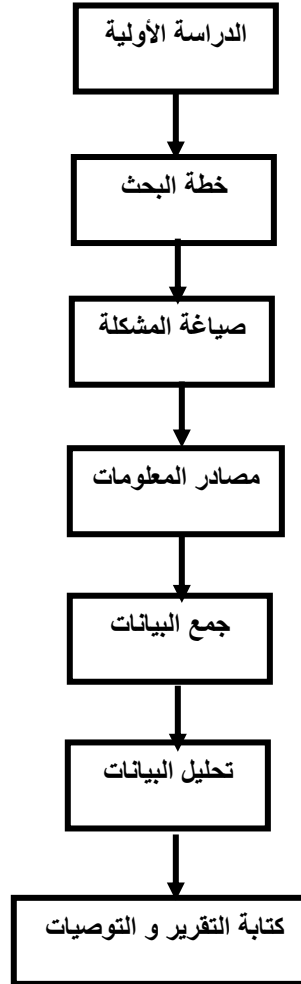 الدراسة الأولية
خطة البحث
صياغة المشكلة
مصادر المعلومات
جمع البيانات
تحليل البيانات
كتابة التقرير و التوصيات